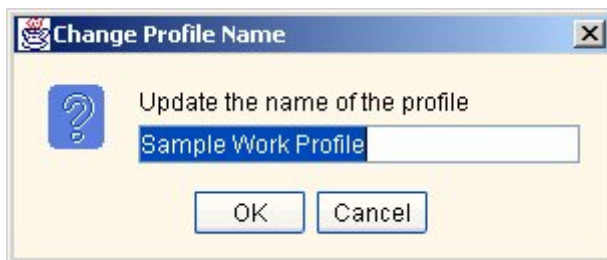 Change Profile Name
Update the name of the profile
Sample Work Profile
OK Cancel